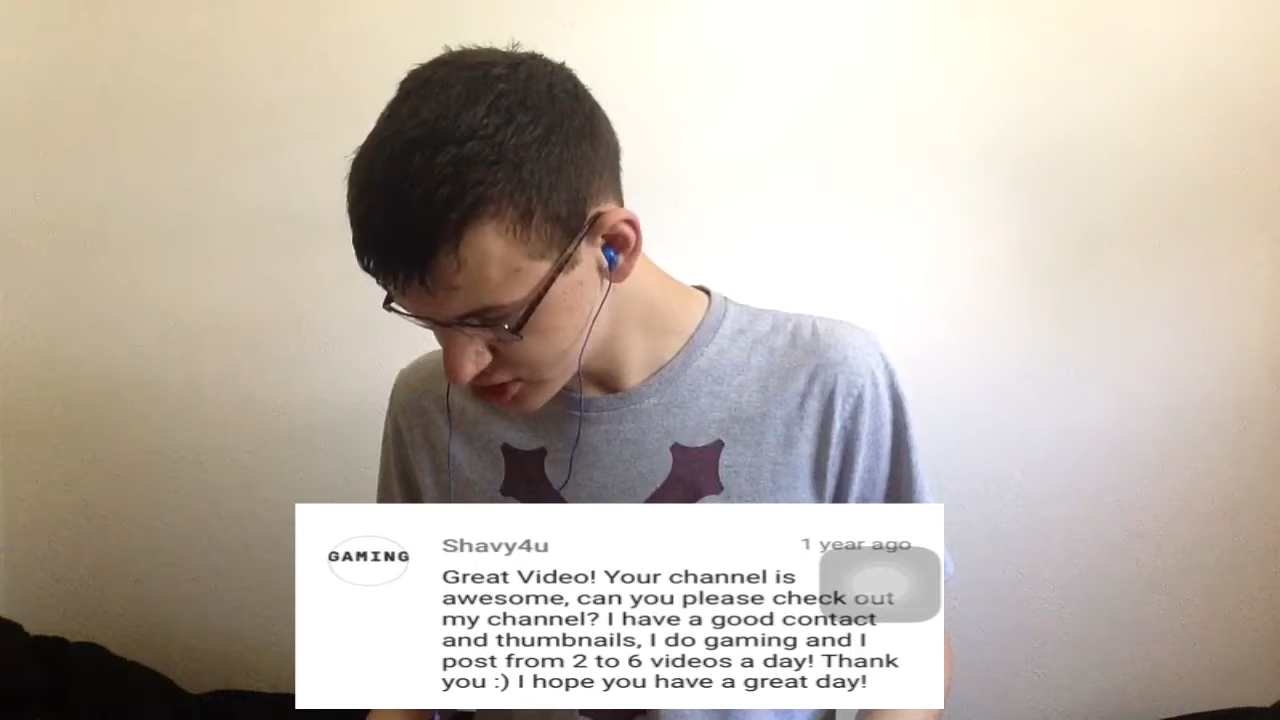 GAMING
Shavy4u
1 year ago
Great Video! Your channel is
awesome, can you please check out
my channel? I have a good contact
and thumbnails, I do gaming and I
post from 2 to 6 videos a day! Thank
you :) I hope you have a great day!